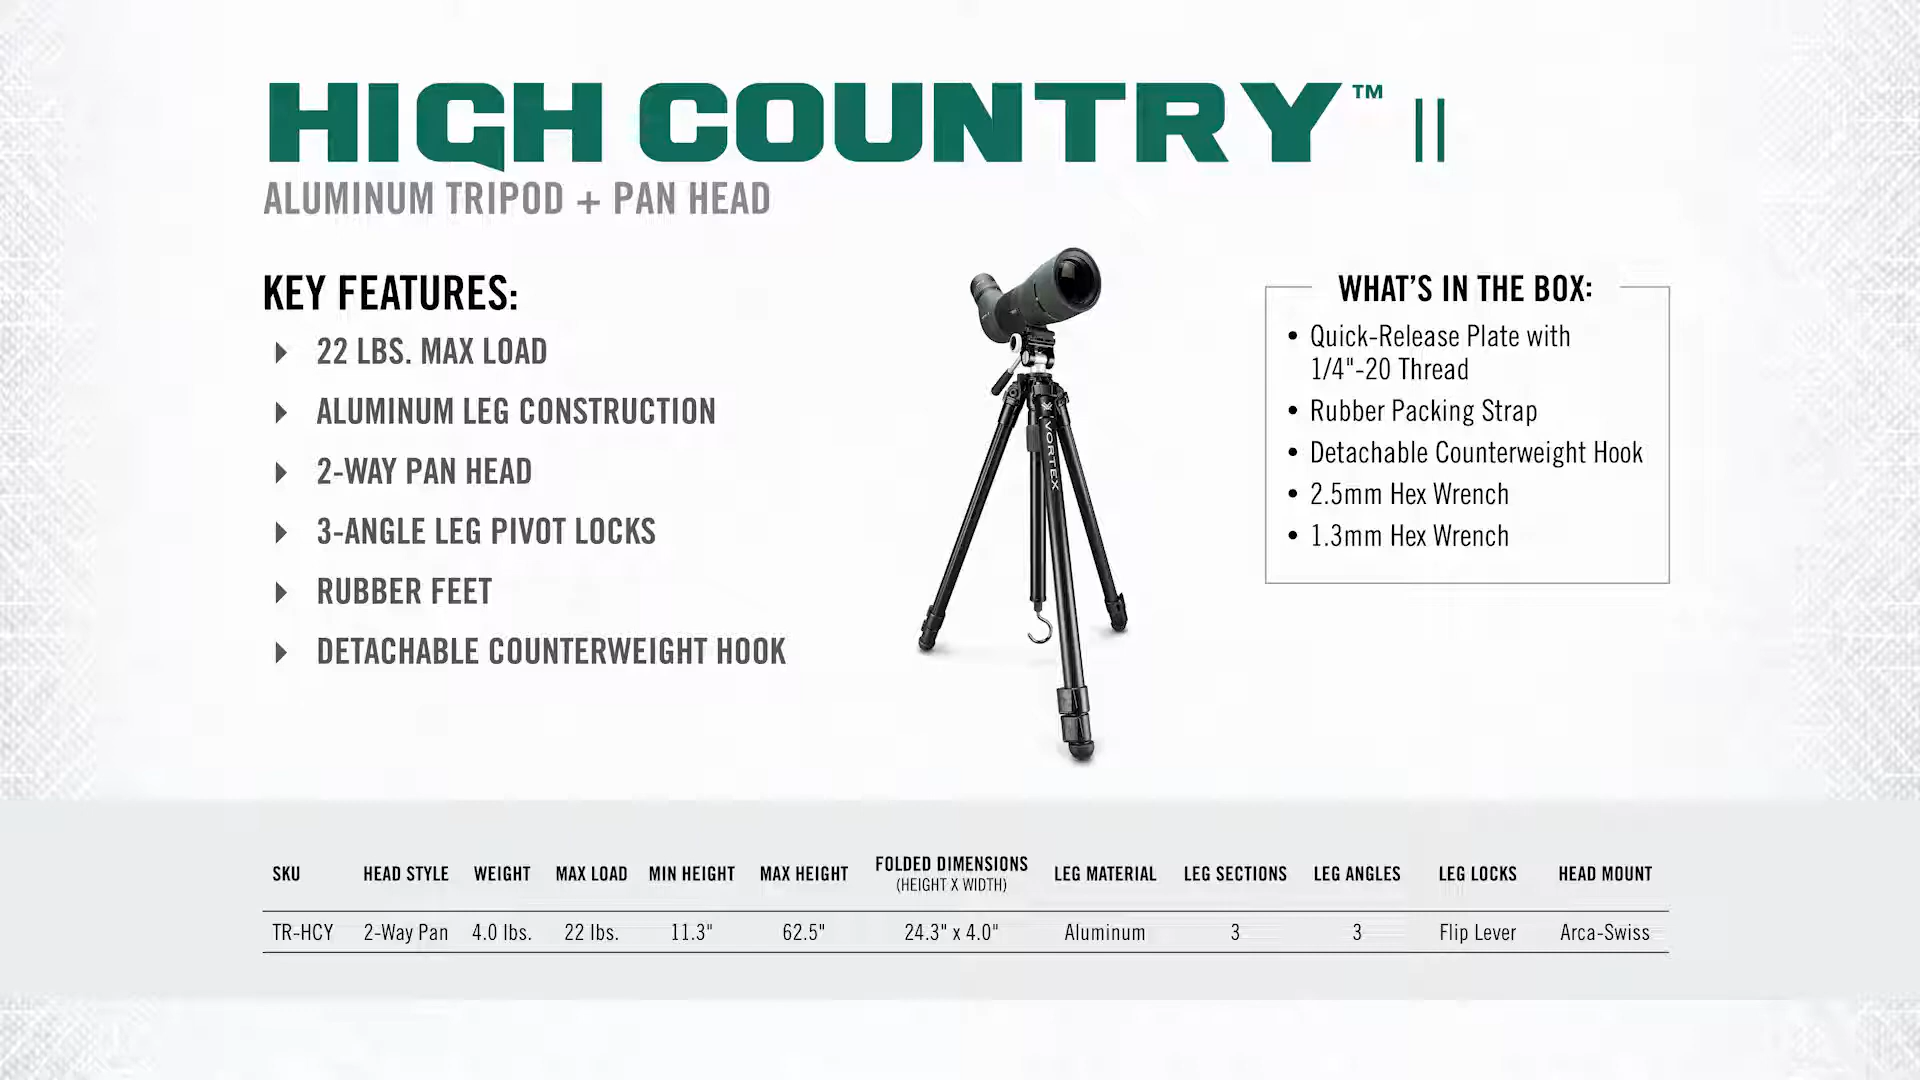 HIGH COUNTRY™ II
ALUMINUM TRIPOD + PAN HEAD
KEY FEATURES:
22 LBS. MAX LOAD
ALUMINUM LEG CONSTRUCTION
2-WAY PAN HEAD
3-ANGLE LEG PIVOT LOCKS
RUBBER FEET
DETACHABLE COUNTERWEIGHT HOOK
VORTEX
WHAT'S IN THE BOX:
• Quick-Release Plate with
1/4"-20 Thread
• Rubber Packing Strap
• Detachable Counterweight Hook
• 2.5mm Hex Wrench
• 1.3mm Hex Wrench
SKU HEAD STYLE WEIGHT MAX LOAD MIN HEIGHT MAX HEIGHT FOLDED DIMENSIONS (HEIGHT X WIDTH) LEG MATERIAL LEG SECTIONS LEG ANGLES LEG LOCKS HEAD MOUNT
TR-HCY 2-Way Pan 4.0 lbs. 22 lbs. 11.3" 62.5" 24.3" x 4.0" Aluminum 3 3 Flip Lever Arca-Swiss